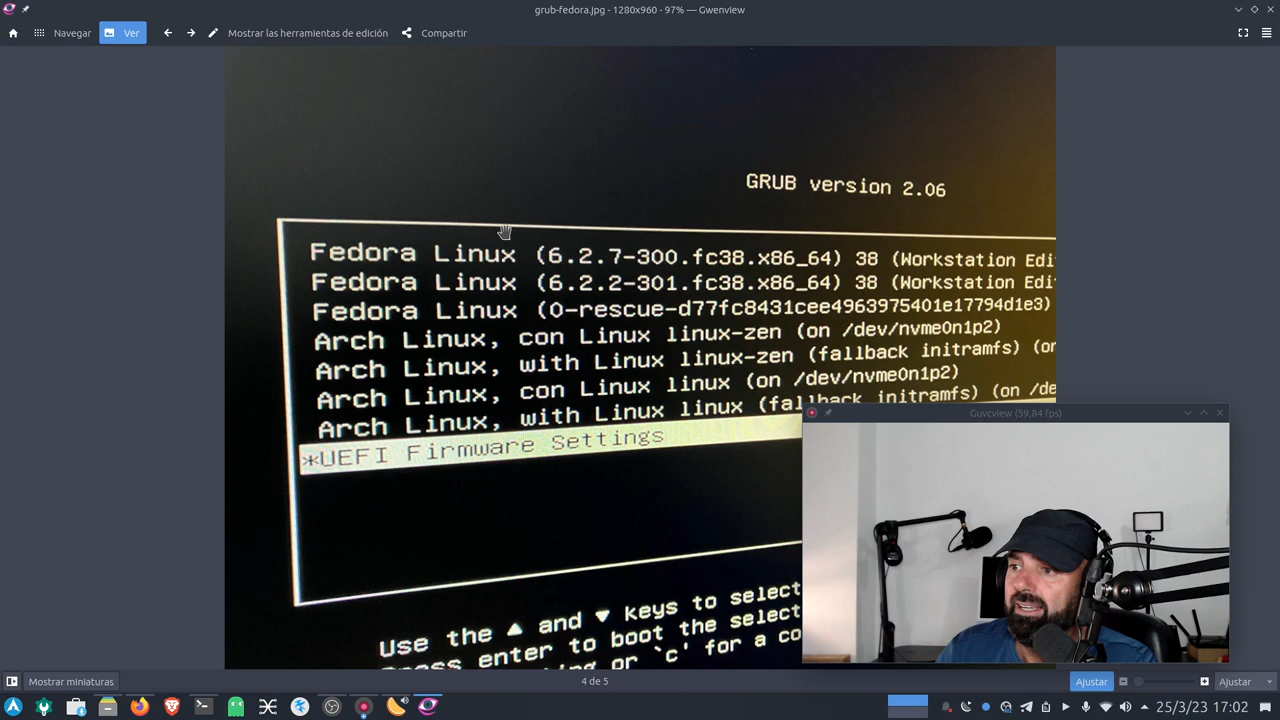 grub-fedora.jpg - 1280x960 - 97% — Gwenview
Navegar
Ver
Mostrar las herramientas de edición
Compartir
GRUB version 2.06
Fedora Linux (6.2.7-300.fc38.x86_64) 38 (Workstation Edi
Fedora Linux (6.2.2-301.fc38.x86_64) 38 (Workstation Edi
Fedora Linux (0-rescue-d77fc8431cee4963975401e17794d1e3)
Arch Linux, con Linux linux-zen (on /dev/nvme0n1p2)
Arch Linux, with Linux linux-zen (fallback initramfs) (on
Arch Linux, con Linux linux (on /dev/nvme0n1p2)
Arch Linux, with Linux linux (fallback initramfs) (on /de
*UEFI Firmware Settings
Use the ▲ and ▼ keys to select
Press enter to boot the select
or `c' for a co
Guvcview (59,84 fps)
Mostrar miniaturas
4 de 5
Ajustar
Ajustar
25/3/23 17:02